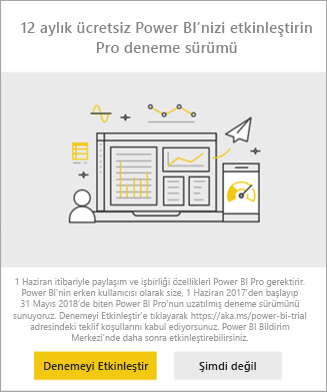 12 aylık ücretsiz Power BI'nizi etkinleştirin
Pro deneme sürümü
1 Haziran itibariyle paylaşım ve işbirliği özellikleri Power BI Pro gerektirir.
Power BI'nin erken kullanıcısı olarak size, 1 Haziran 2017'den başlayıp
31 Mayıs 2018'de biten Power BI Pro'nun uzatılmış deneme sürümünü
sunuyoruz. Denemeyi Etkinleştir'e tıklayarak https://aka.ms/power-bi-trial
adresindeki teklif koşullarını kabul ediyorsunuz. Power BI Bildirim
Merkezi'nde daha sonra etkinleştirebilirsiniz.
Denemeyi Etkinleştir
Şimdi değil